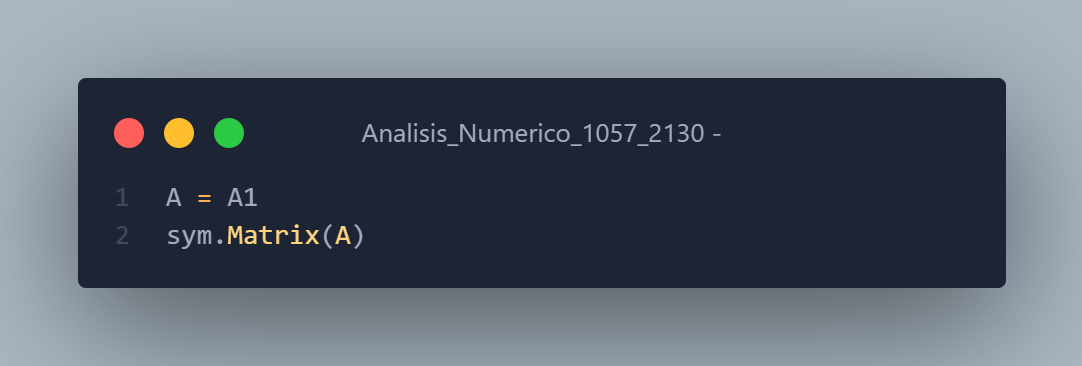 Analisis_Numerico_1057_2130 -
1 A = A1
2 sym.Matrix(A)